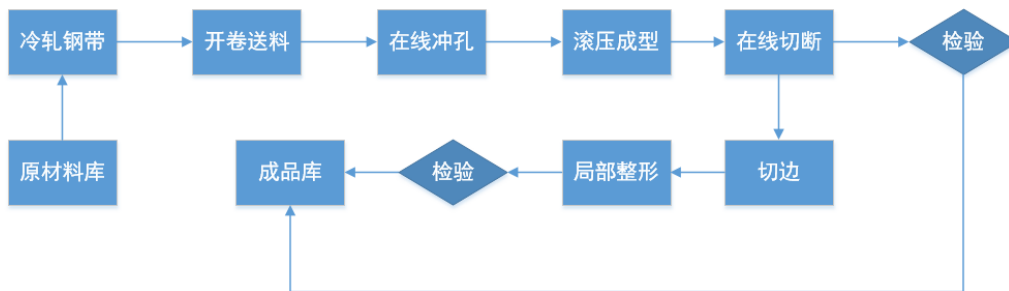 冷轧钢带
开卷送料
在线冲孔
滚压成型
在线切断
检验
原材料库
成品库
检验
局部整形
切边